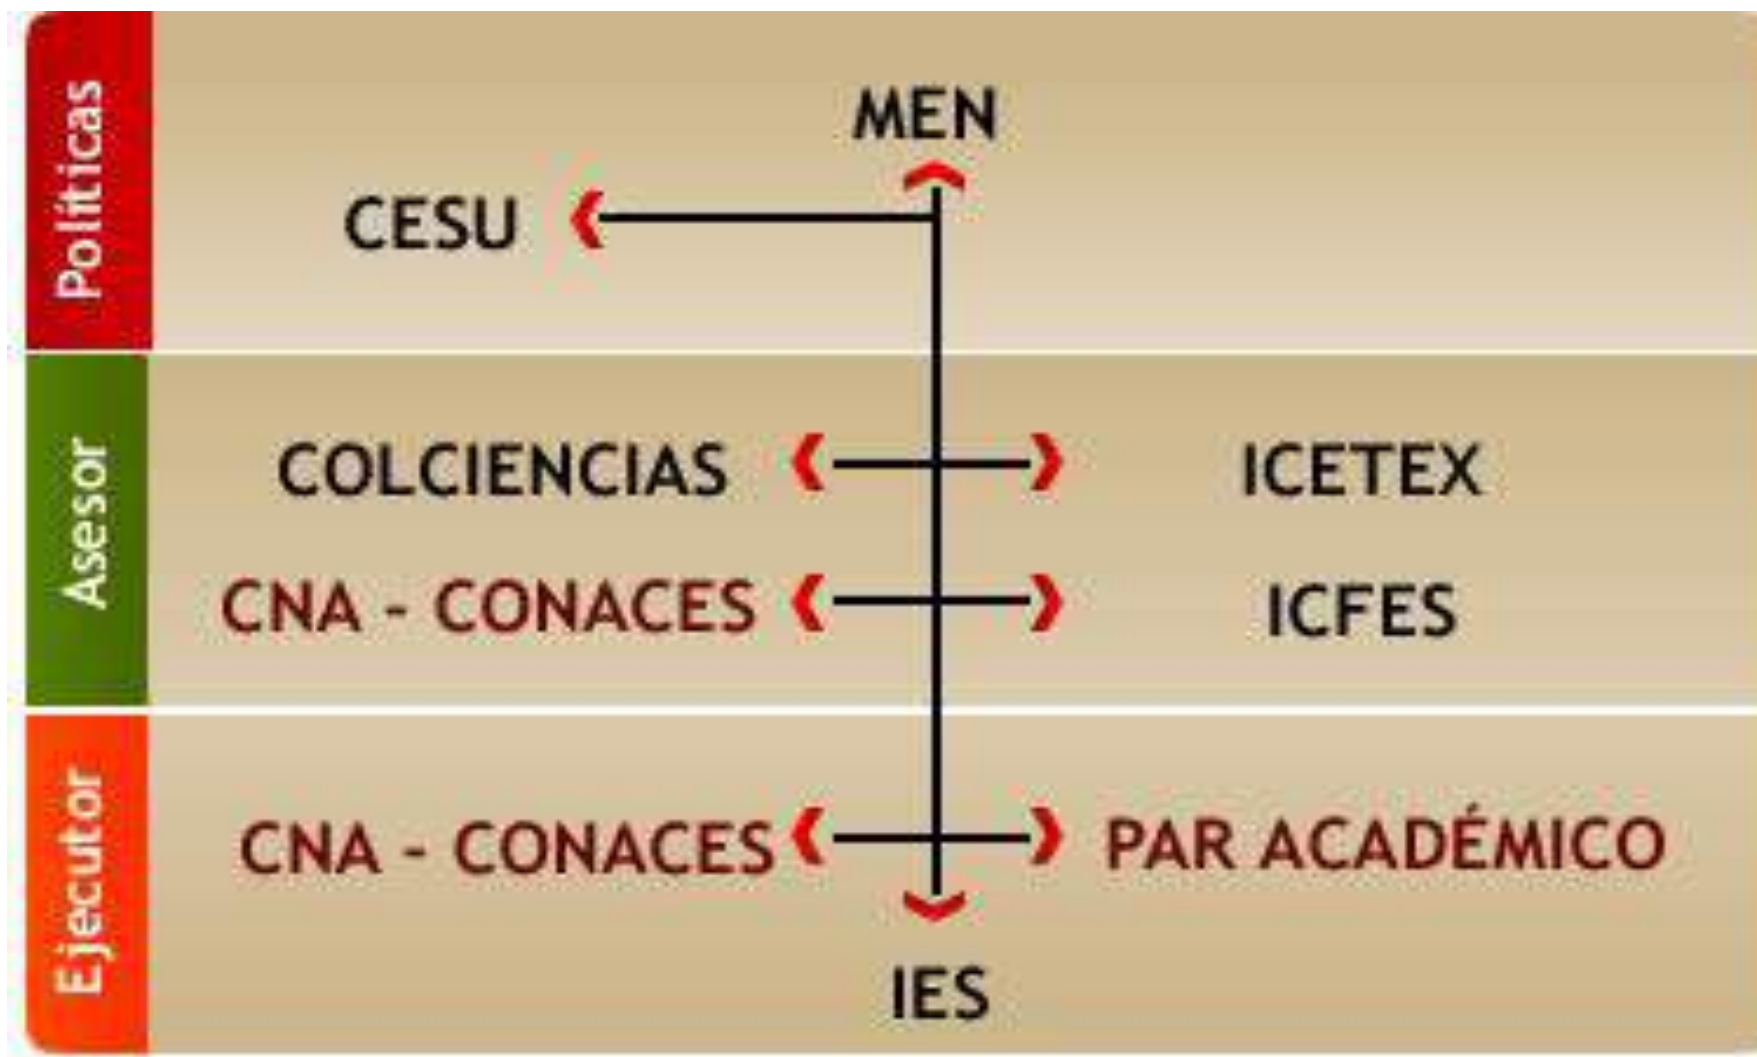 Políticas
MEN
CESU
Asesor
COLCIENCIAS
ICETEX
CNA - CONACES
ICFES
Ejecutor
CNA - CONACES
PAR ACADÉMICO
IES